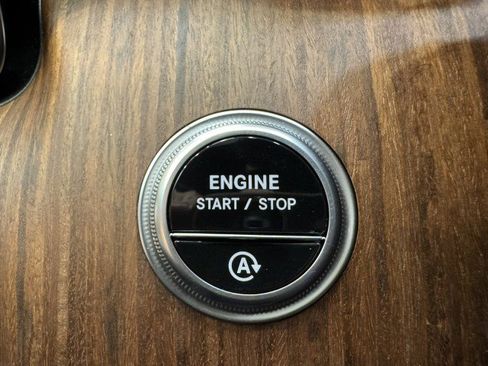 ENGINE
START / STOP
A